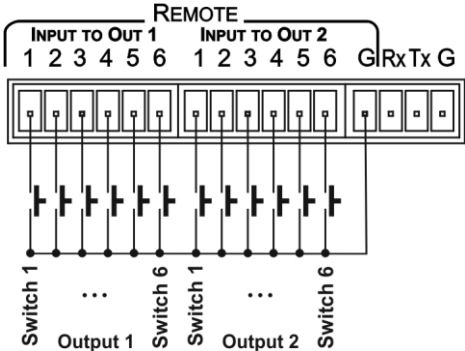 REMOTE
INPUT TO OUT 1 INPUT TO OUT 2
1 2 3 4 5 6 1 2 3 4 5 6 G Rx Tx G
Switch 1 ... Switch 6 Switch 1 ... Switch 6
Output 1 Output 2